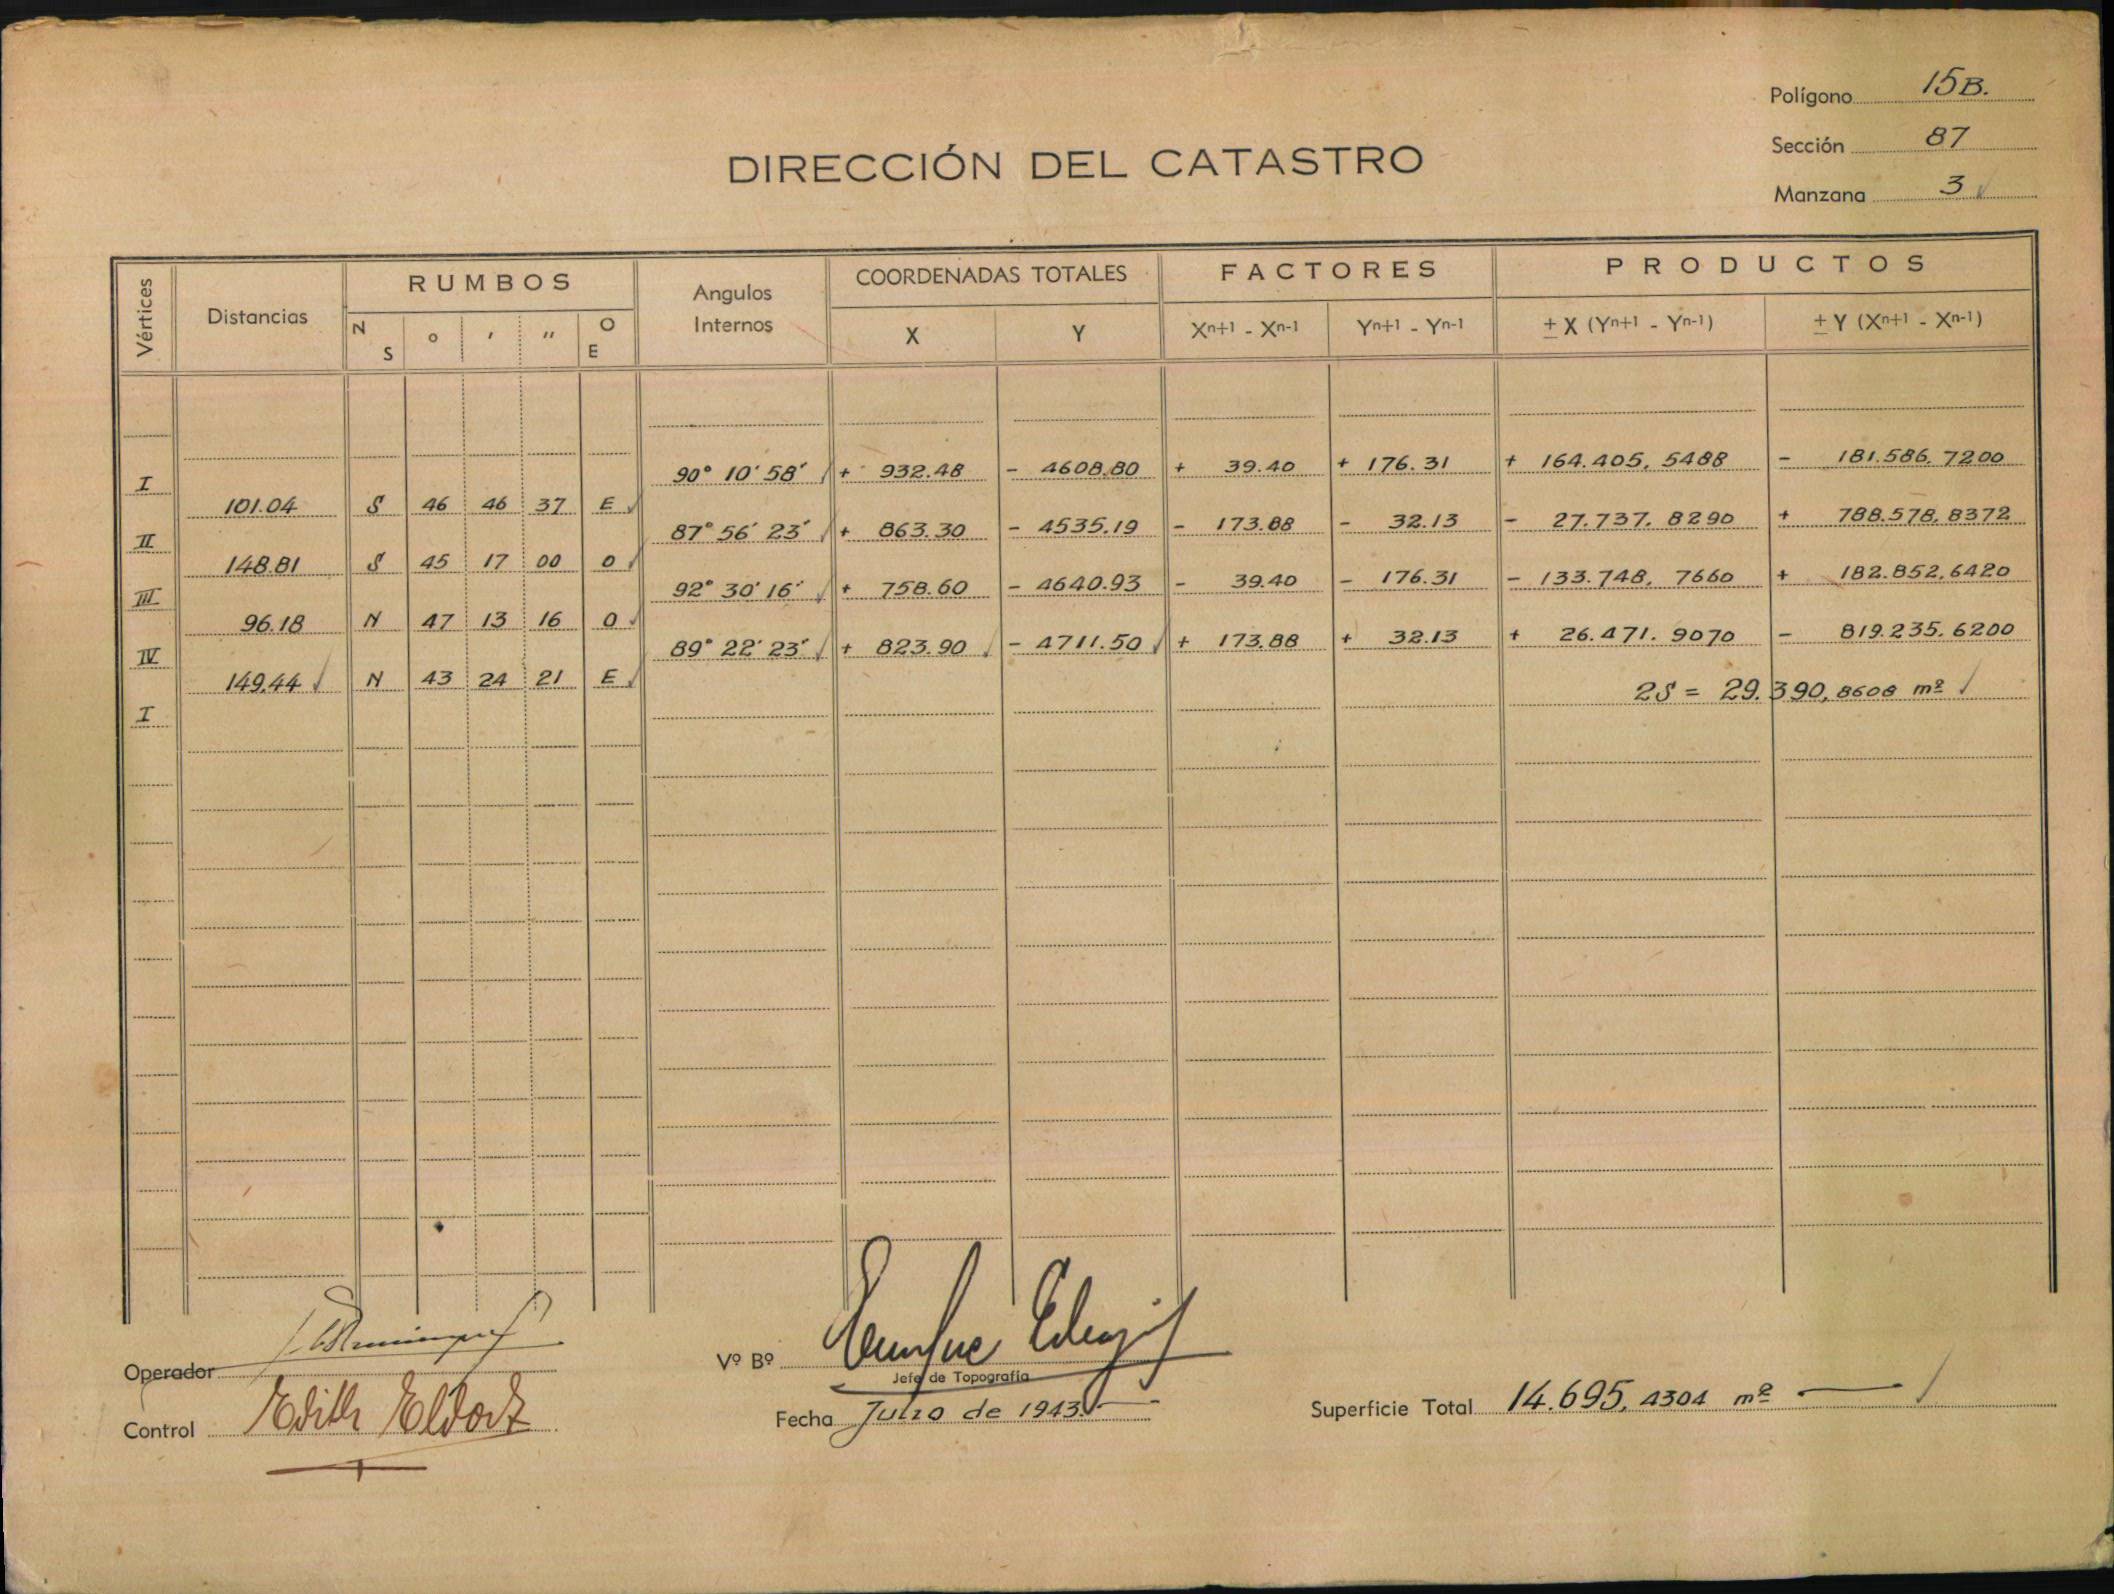 Polígono 15B.
Sección 87
Manzana 3
DIRECCIÓN DEL CATASTRO
Vértices Distancias RUMBOS Angulos Internos COORDENADAS TOTALES FACTORES PRODUCTOS
N S ° ' " O E X Y Xn+1 - Xn-1 Yn+1 - Yn-1 ± X (Yn+1 - Yn-1) ± Y (Xn+1 - Xn-1)
I 90° 10' 58' + 932.48 - 4608.80 + 39.40 + 176.31 + 164.405,5488 - 181.586,7200
101.04 S 46 46 37 E
II 87° 56' 23' + 863.30 - 4535.19 - 173.88 - 32.13 - 27.737.8290 + 788.578,8372
148.81 S 45 17 00 O
III 92° 30' 16' + 758.60 - 4640.93 - 39.40 - 176.31 - 133.748,7660 + 182.852,6420
96.18 N 47 13 16 O
IV 89° 22' 23' + 823.90 - 4711.50 + 173.88 + 32.13 + 26.471.9070 - 819.235.6200
149.44 N 43 24 21 E
2S = 29.390,8608 m²
I
Operador
Vº Bº
Jefe de Topografía
Control Edith
Fecha Julio de 1943.
Superficie Total 14.695,4304 m²